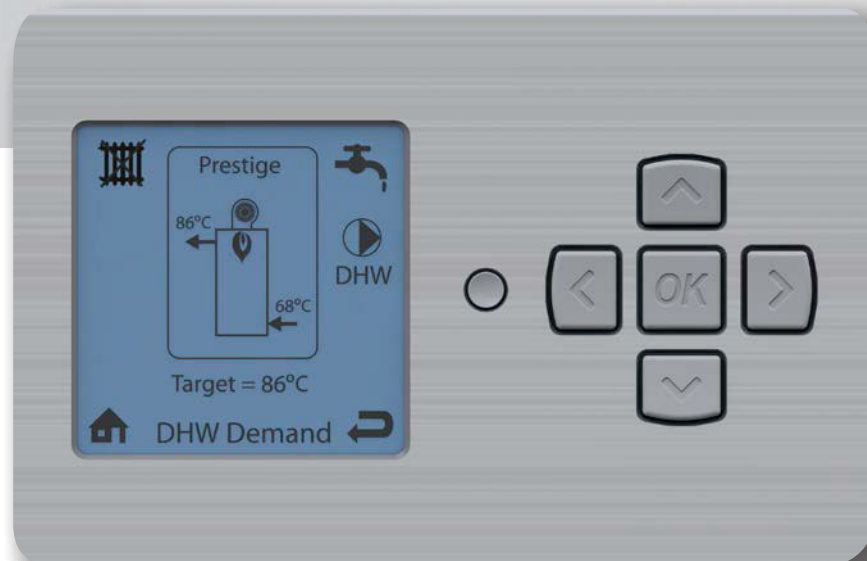 Prestige
86°C
68°C
DHW
Target = 86°C
DHW Demand
OK